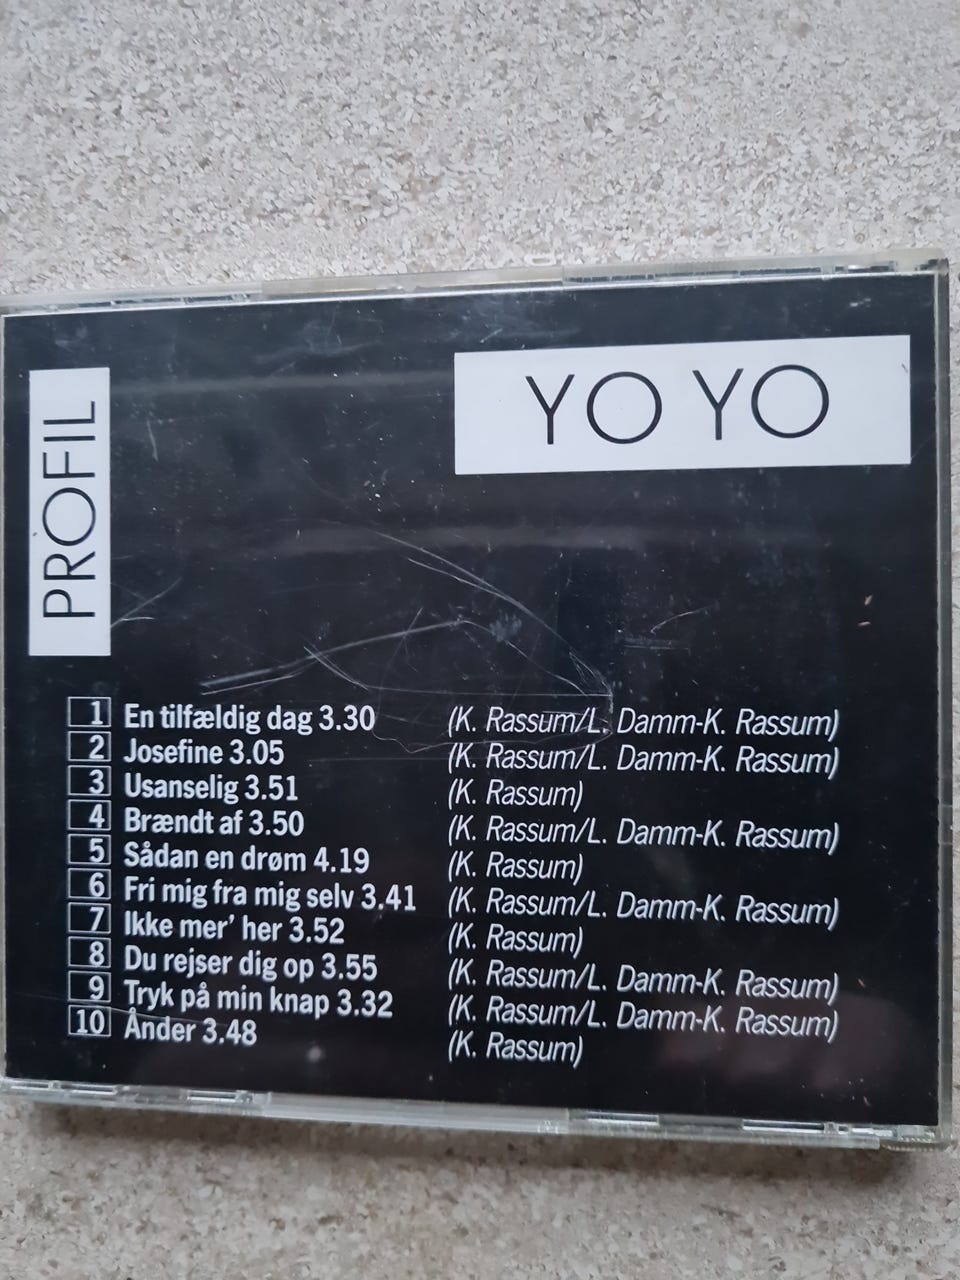 YO YO
PROFIL
1 En tilfældig dag 3.30 (K. Rassum/L. Damm-K. Rassum)
2 Josefine 3.05 (K. Rassum/L. Damm-K. Rassum)
3 Usanselig 3.51 (K. Rassum)
4 Brændt af 3.50 (K. Rassum/L. Damm-K. Rassum)
5 Sådan en drøm 4.19 (K. Rassum)
6 Fri mig fra mig selv 3.41 (K. Rassum/L. Damm-K. Rassum)
7 Ikke mer' her 3.52 (K. Rassum)
8 Du rejser dig op 3.55 (K. Rassum/L. Damm-K. Rassum)
9 Tryk på min knap 3.32 (K. Rassum/L. Damm-K. Rassum)
10 Ånder 3.48 (K. Rassum)